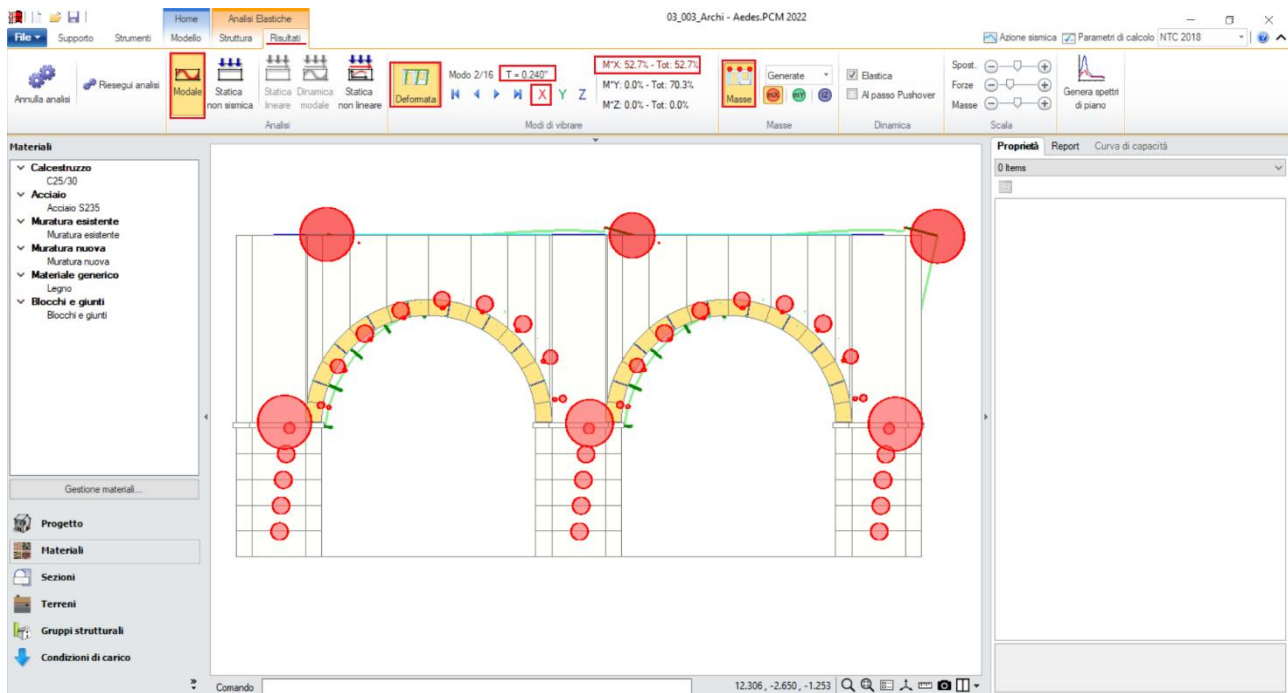 Home
Analisi Elastiche
03_003_Archi - Aedes.PCM 2022
File
Supporto
Strumenti
Modello
Struttura
Risultati
Azione sismica
Parametri di calcolo
NTC 2018
Annulla analisi
Riesegui analisi
Modale
Statica non sismica
Statica lineare
Dinamica modale
Statica non lineare
Analisi
Deformata
Modo 2/16
T = 0.240"
X Y Z
M*X: 52.7% - Tot: 52.7%
M*Y: 0.0% - Tot: 70.3%
M*Z: 0.0% - Tot: 0.0%
Modi di vibrare
Masse
Generate
mX
mY
Masse
Elastica
Al passo Pushover
Dinamica
Spost.
Forze
Masse
Scala
Genera spettri
di piano
Materiali
Calcestruzzo
C25/30
Acciaio
Acciaio S235
Muratura esistente
Muratura esistente
Muratura nuova
Muratura nuova
Materiale generico
Legno
Blocchi e giunti
Blocchi e giunti
Gestione materiali...
Progetto
Materiali
Sezioni
Terreni
Gruppi strutturali
Condizioni di carico
Proprietà
Report
Curva di capacità
0 Items
Comando
12.306 , -2.650 , -1.253